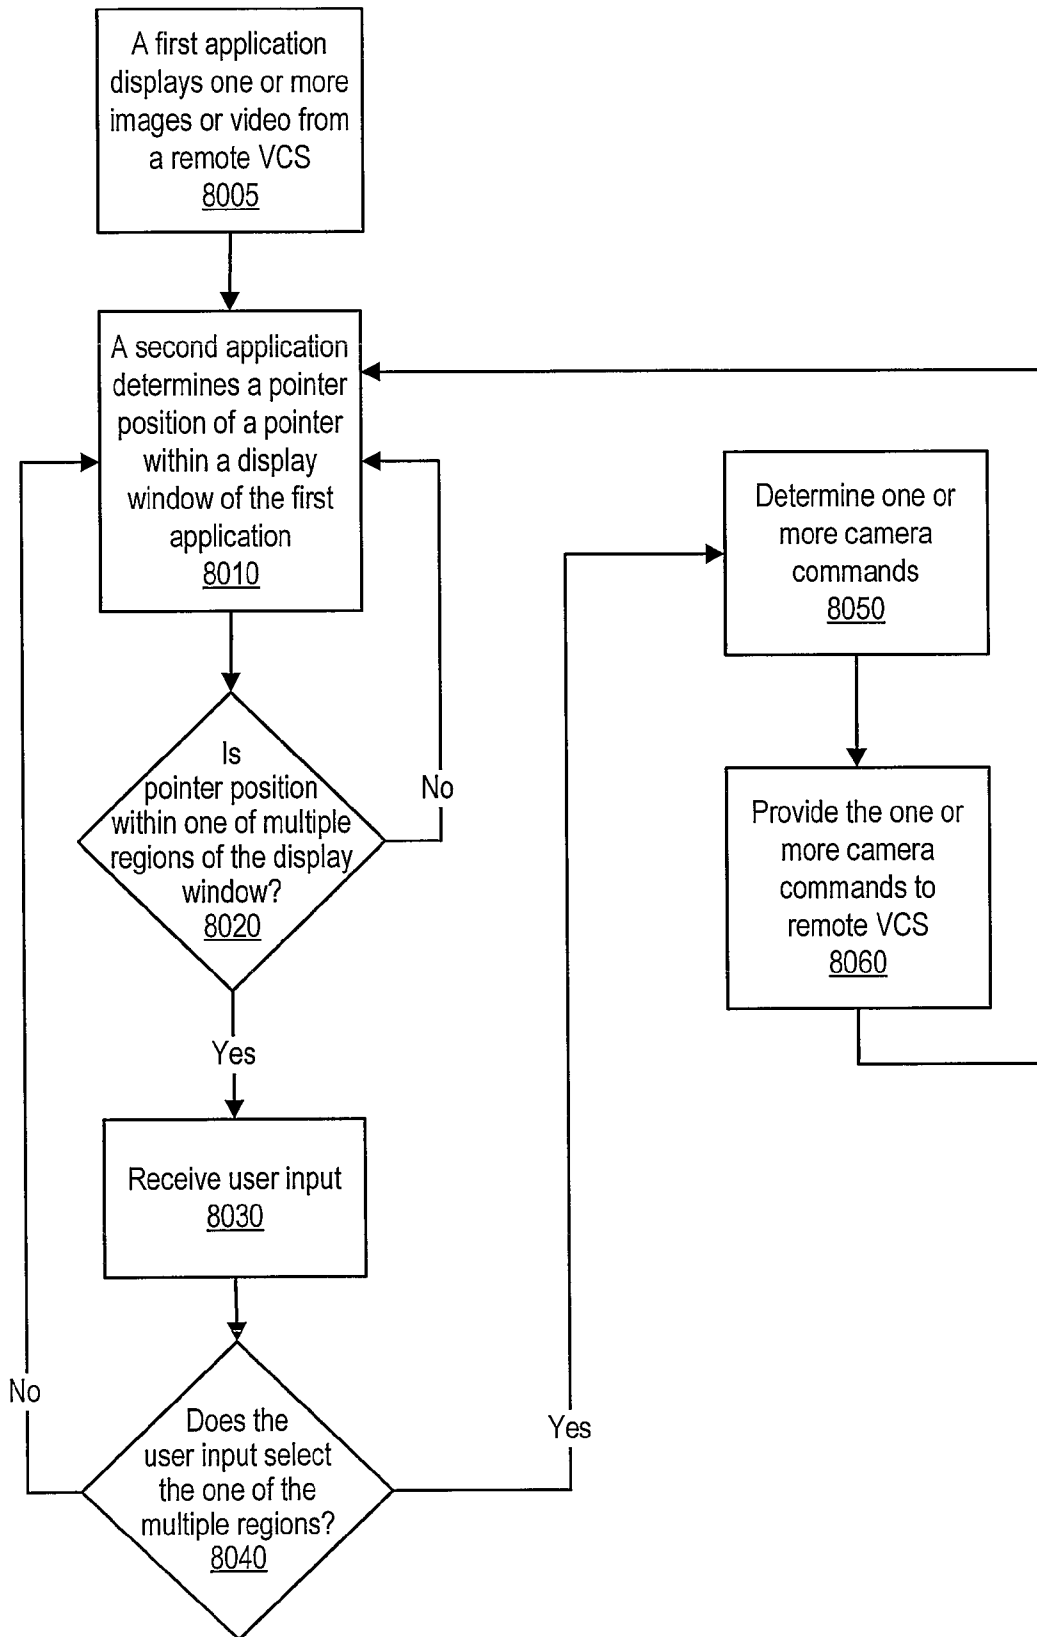 A first application
displays one or more
images or video from
a remote VCS
8005
A second application
determines a pointer
position of a pointer
within a display
window of the first
application
8010
Is
pointer position
within one of multiple
regions of the display
window?
8020
No
Yes
Receive user input
8030
Does the
user input select
the one of the
multiple regions?
8040
No
Yes
Determine one or
more camera
commands
8050
Provide the one or
more camera
commands to
remote VCS
8060